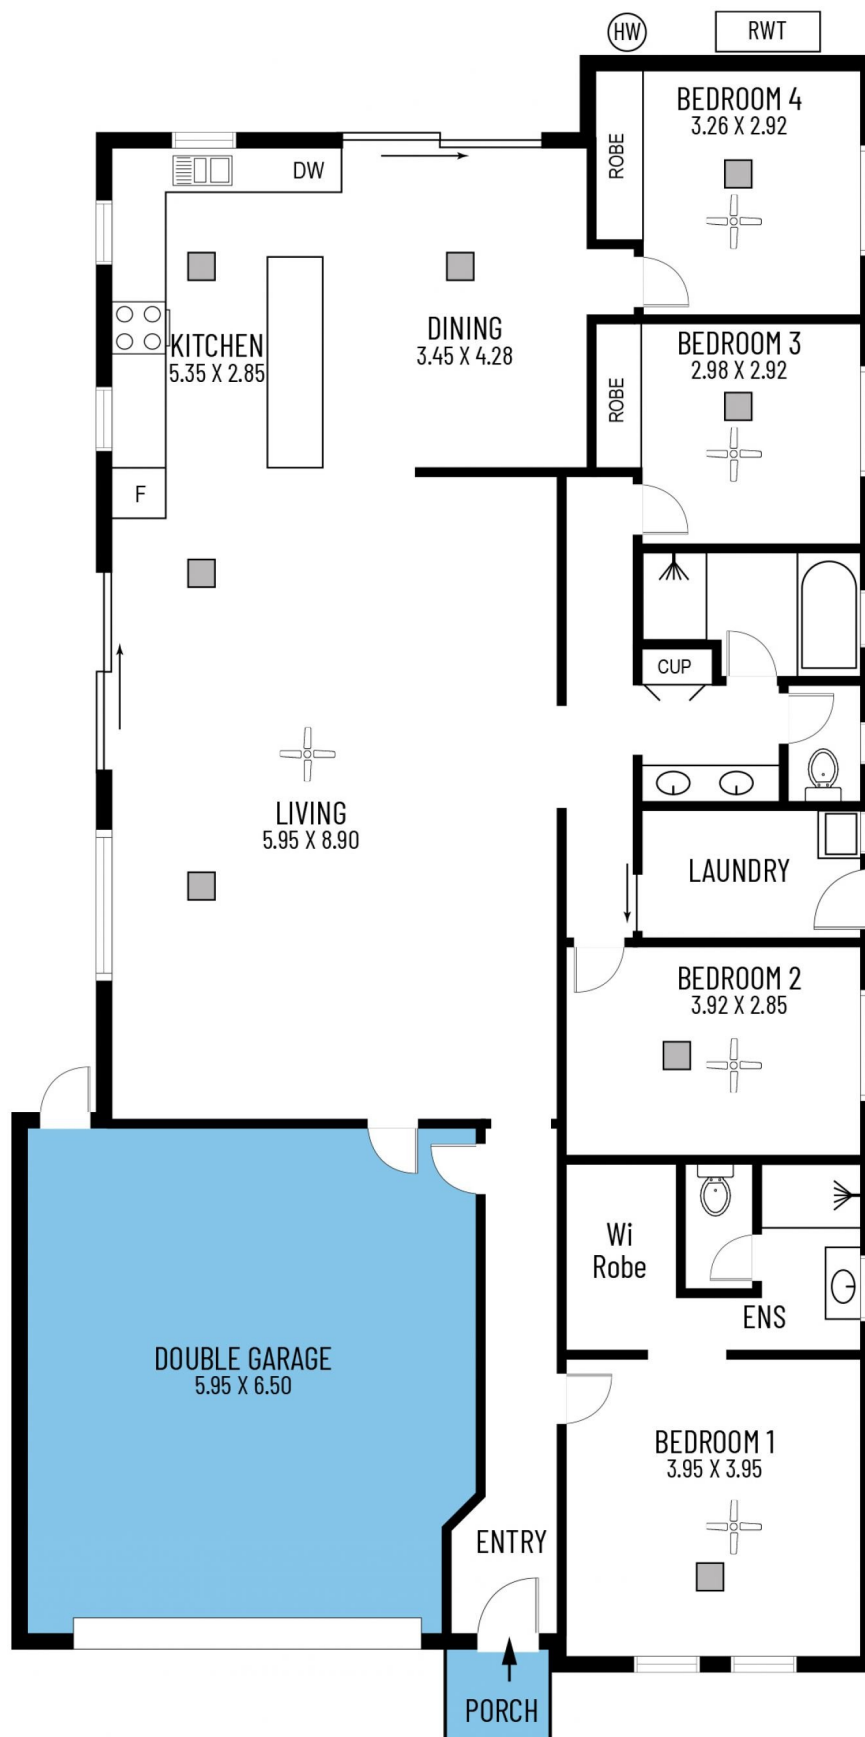 HW
RWT
BEDROOM 4
3.26 X 2.92
ROBE
DW
KITCHEN
5.35 X 2.85
DINING
3.45 X 4.28
BEDROOM 3
2.98 X 2.92
ROBE
F
CUP
LIVING
5.95 X 8.90
LAUNDRY
BEDROOM 2
3.92 X 2.85
Wi
Robe
ENS
DOUBLE GARAGE
5.95 X 6.50
BEDROOM 1
3.95 X 3.95
ENTRY
PORCH